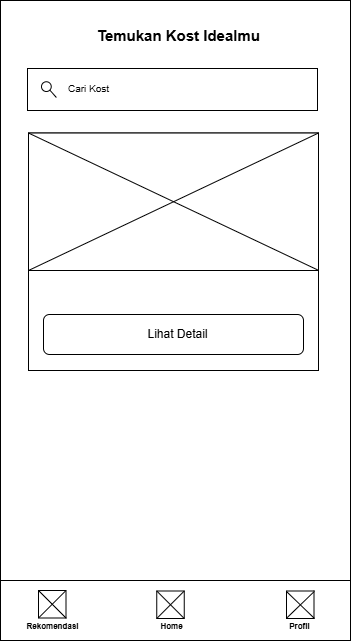 Temukan Kost Idealmu
Cari Kost
Lihat Detail
Rekomendasi
Home
Profil